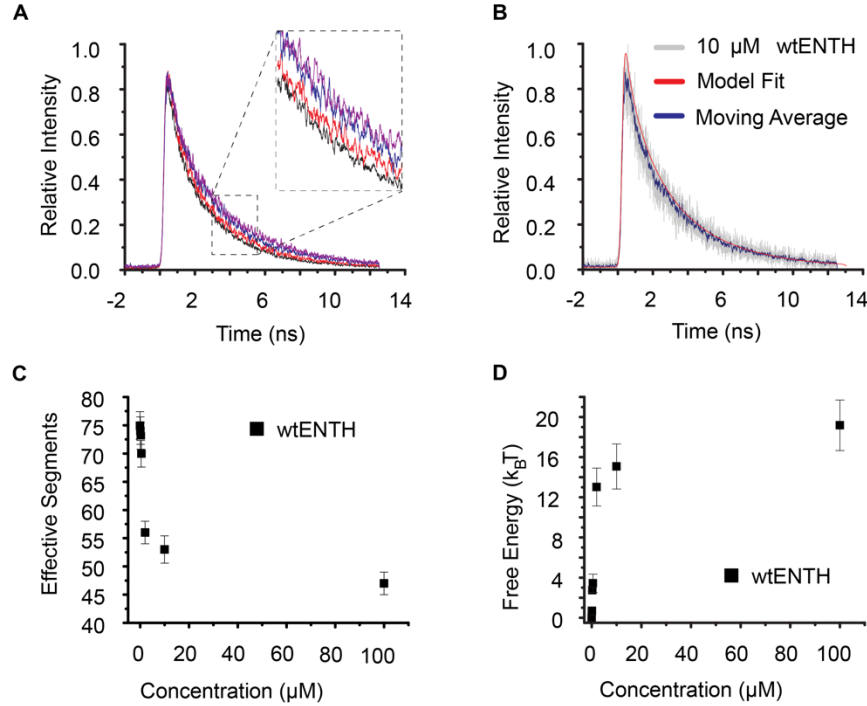 A
Relative Intensity
1.0
0.8
0.6
0.4
0.2
0.0
-2 2 6 10 14
Time (ns)
B
Relative Intensity
1.0
0.8
0.6
0.4
0.2
0.0
10 µM wtENTH
Model Fit
Moving Average
-2 2 6 10 14
Time (ns)
C
Effective Segments
80
75
70
65
60
55
50
45
40
wtENTH
0 20 40 60 80 100
Concentration (µM)
D
Free Energy (kBT)
20
16
12
8
4
0
wtENTH
0 20 40 60 80 100
Concentration (µM)